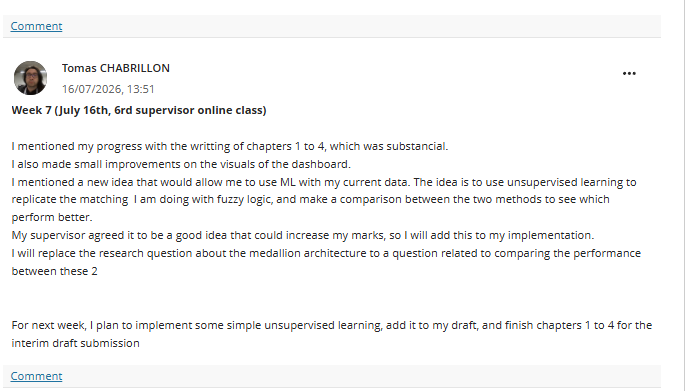 Comment
Tomas CHABRILLON
16/07/2026, 13:51
Week 7 (July 16th, 6rd supervisor online class)
I mentioned my progress with the writting of chapters 1 to 4, which was substancial.
I also made small improvements on the visuals of the dashboard.
I mentioned a new idea that would allow me to use ML with my current data. The idea is to use unsupervised learning to
replicate the matching  I am doing with fuzzy logic, and make a comparison between the two methods to see which
perform better.
My supervisor agreed it to be a good idea that could increase my marks, so I will add this to my implementation.
I will replace the research question about the medallion architecture to a question related to comparing the performance
between these 2
For next week, I plan to implement some simple unsupervised learning, add it to my draft, and finish chapters 1 to 4 for the
interim draft submission
Comment